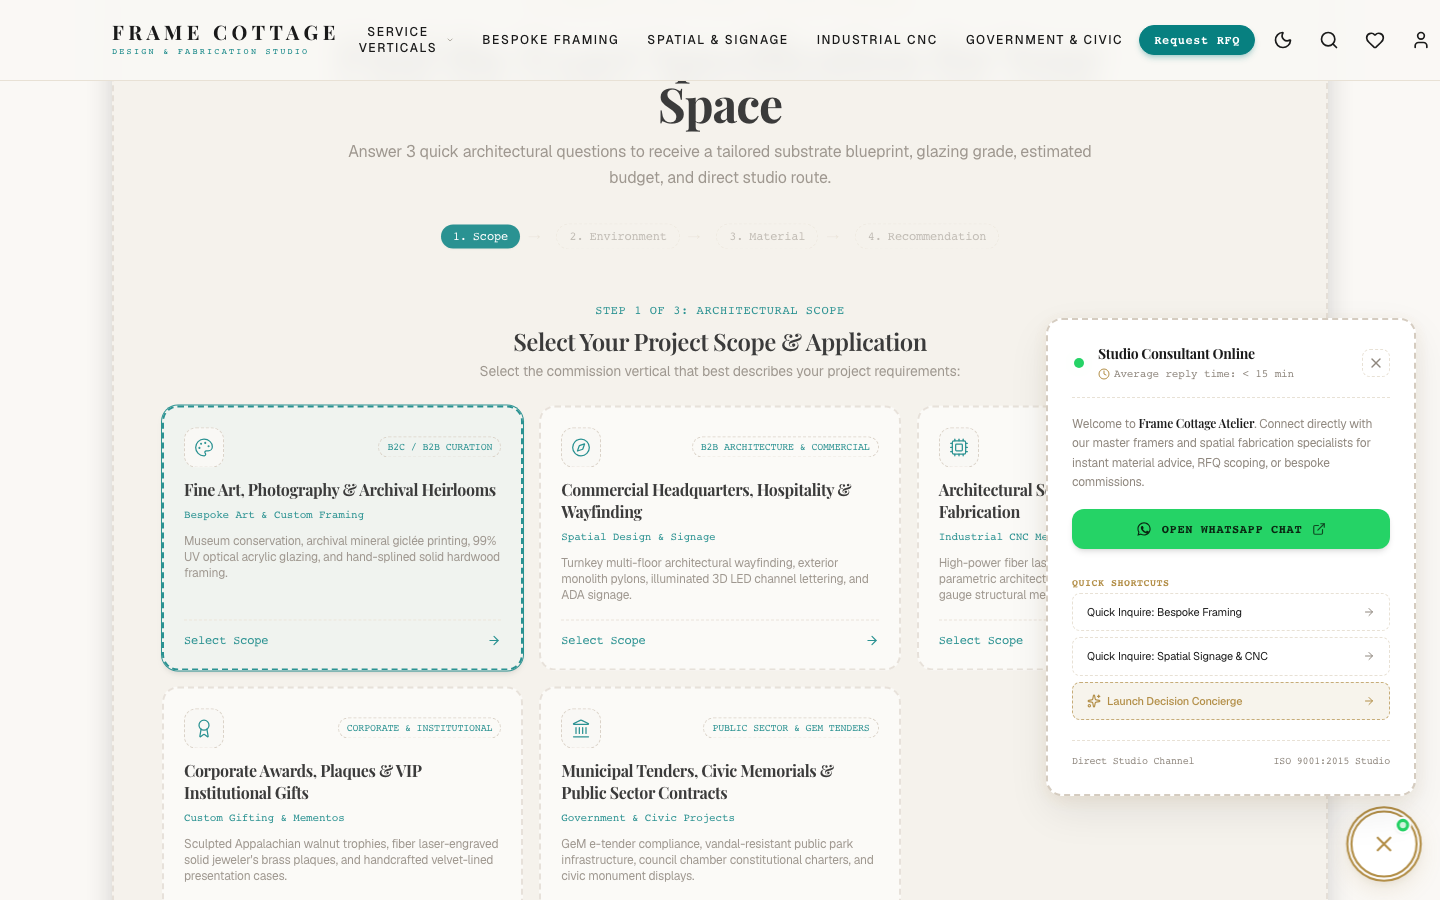 FRAME COTTAGE
DESIGN & FABRICATION STUDIO
SERVICE
VERTICALS
BESPOKE FRAMING
SPATIAL & SIGNAGE
INDUSTRIAL CNC
GOVERNMENT & CIVIC
Request RFQ
Space
Answer 3 quick architectural questions to receive a tailored substrate blueprint, glazing grade, estimated
budget, and direct studio route.
1. Scope
2. Environment
3. Material
4. Recommendation
STEP 1 OF 3: ARCHITECTURAL SCOPE
Select Your Project Scope & Application
Select the commission vertical that best describes your project requirements:
B2C / B2B CURATION
Fine Art, Photography & Archival Heirlooms
Bespoke Art & Custom Framing
Museum conservation, archival mineral giclée printing, 99%
UV optical acrylic glazing, and hand-splined solid hardwood
framing.
Select Scope
B2B ARCHITECTURE & COMMERCIAL
Commercial Headquarters, Hospitality &
Wayfinding
Spatial Design & Signage
Turnkey multi-floor architectural wayfinding, exterior
monolith pylons, illuminated 3D LED channel lettering, and
ADA signage.
Select Scope
Architectural
Fabrication
Industrial CNC
High-power fiber
parametric
gauge structural
Select Scope
CORPORATE & INSTITUTIONAL
Corporate Awards, Plaques & VIP
Institutional Gifts
Custom Gifting & Mementos
Sculpted Appalachian walnut trophies, fiber laser-engraved
solid jeweler's brass plaques, and handcrafted velvet-lined
presentation cases.
PUBLIC SECTOR & GEM TENDERS
Municipal Tenders, Civic Memorials &
Public Sector Contracts
Government & Civic Projects
GeM e-tender compliance, vandal-resistant public park
infrastructure, council chamber constitutional charters, and
civic monument displays.
Studio Consultant Online
Average reply time: < 15 min
Welcome to Frame Cottage Atelier. Connect directly with
our master framers and spatial fabrication specialists for
instant material advice, RFQ scoping, or bespoke
commissions.
OPEN WHATSAPP CHAT
QUICK SHORTCUTS
Quick Inquire: Bespoke Framing
Quick Inquire: Spatial Signage & CNC
Launch Decision Concierge
Direct Studio Channel
ISO 9001:2015 Studio